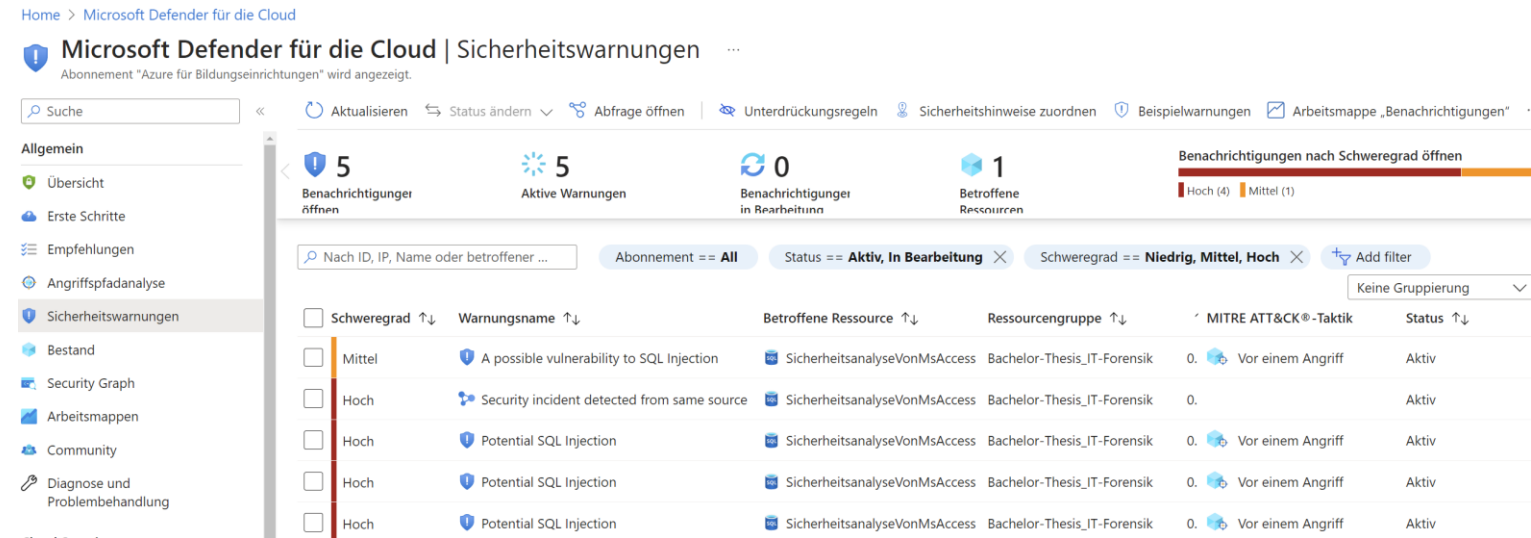 Home > Microsoft Defender für die Cloud
Microsoft Defender für die Cloud | Sicherheitswarnungen ...
Abonnement "Azure für Bildungseinrichtungen" wird angezeigt.
Suche «
Aktualisieren Status ändern Abfrage öffnen Unterdrückungsregeln Sicherheitshinweise zuordnen Beispielwarnungen Arbeitsmappe „Benachrichtigungen"
Allgemein
Übersicht
Erste Schritte
Empfehlungen
Angriffspfadanalyse
Sicherheitswarnungen
Bestand
Security Graph
Arbeitsmappen
Community
Diagnose und
Problembehandlung
5
Benachrichtigunger
öffnen
5
Aktive Warnungen
0
Benachrichtigunger
in Bearbeitung
1
Betroffene
Ressourcen
Benachrichtigungen nach Schweregrad öffnen
Hoch (4) Mittel (1)
Nach ID, IP, Name oder betroffener ... Abonnement == All Status == Aktiv, In Bearbeitung Schweregrad == Niedrig, Mittel, Hoch Add filter
Keine Gruppierung
Schweregrad ↑↓ Warnungsname ↑↓ Betroffene Ressource ↑↓ Ressourcengruppe ↑↓ MITRE ATT&CK®-Taktik Status ↑↓
Mittel A possible vulnerability to SQL Injection SicherheitsanalyseVonMsAccess Bachelor-Thesis_IT-Forensik 0. Vor einem Angriff Aktiv
Hoch Security incident detected from same source SicherheitsanalyseVonMsAccess Bachelor-Thesis_IT-Forensik 0. Aktiv
Hoch Potential SQL Injection SicherheitsanalyseVonMsAccess Bachelor-Thesis_IT-Forensik 0. Vor einem Angriff Aktiv
Hoch Potential SQL Injection SicherheitsanalyseVonMsAccess Bachelor-Thesis_IT-Forensik 0. Vor einem Angriff Aktiv
Hoch Potential SQL Injection SicherheitsanalyseVonMsAccess Bachelor-Thesis_IT-Forensik 0. Vor einem Angriff Aktiv